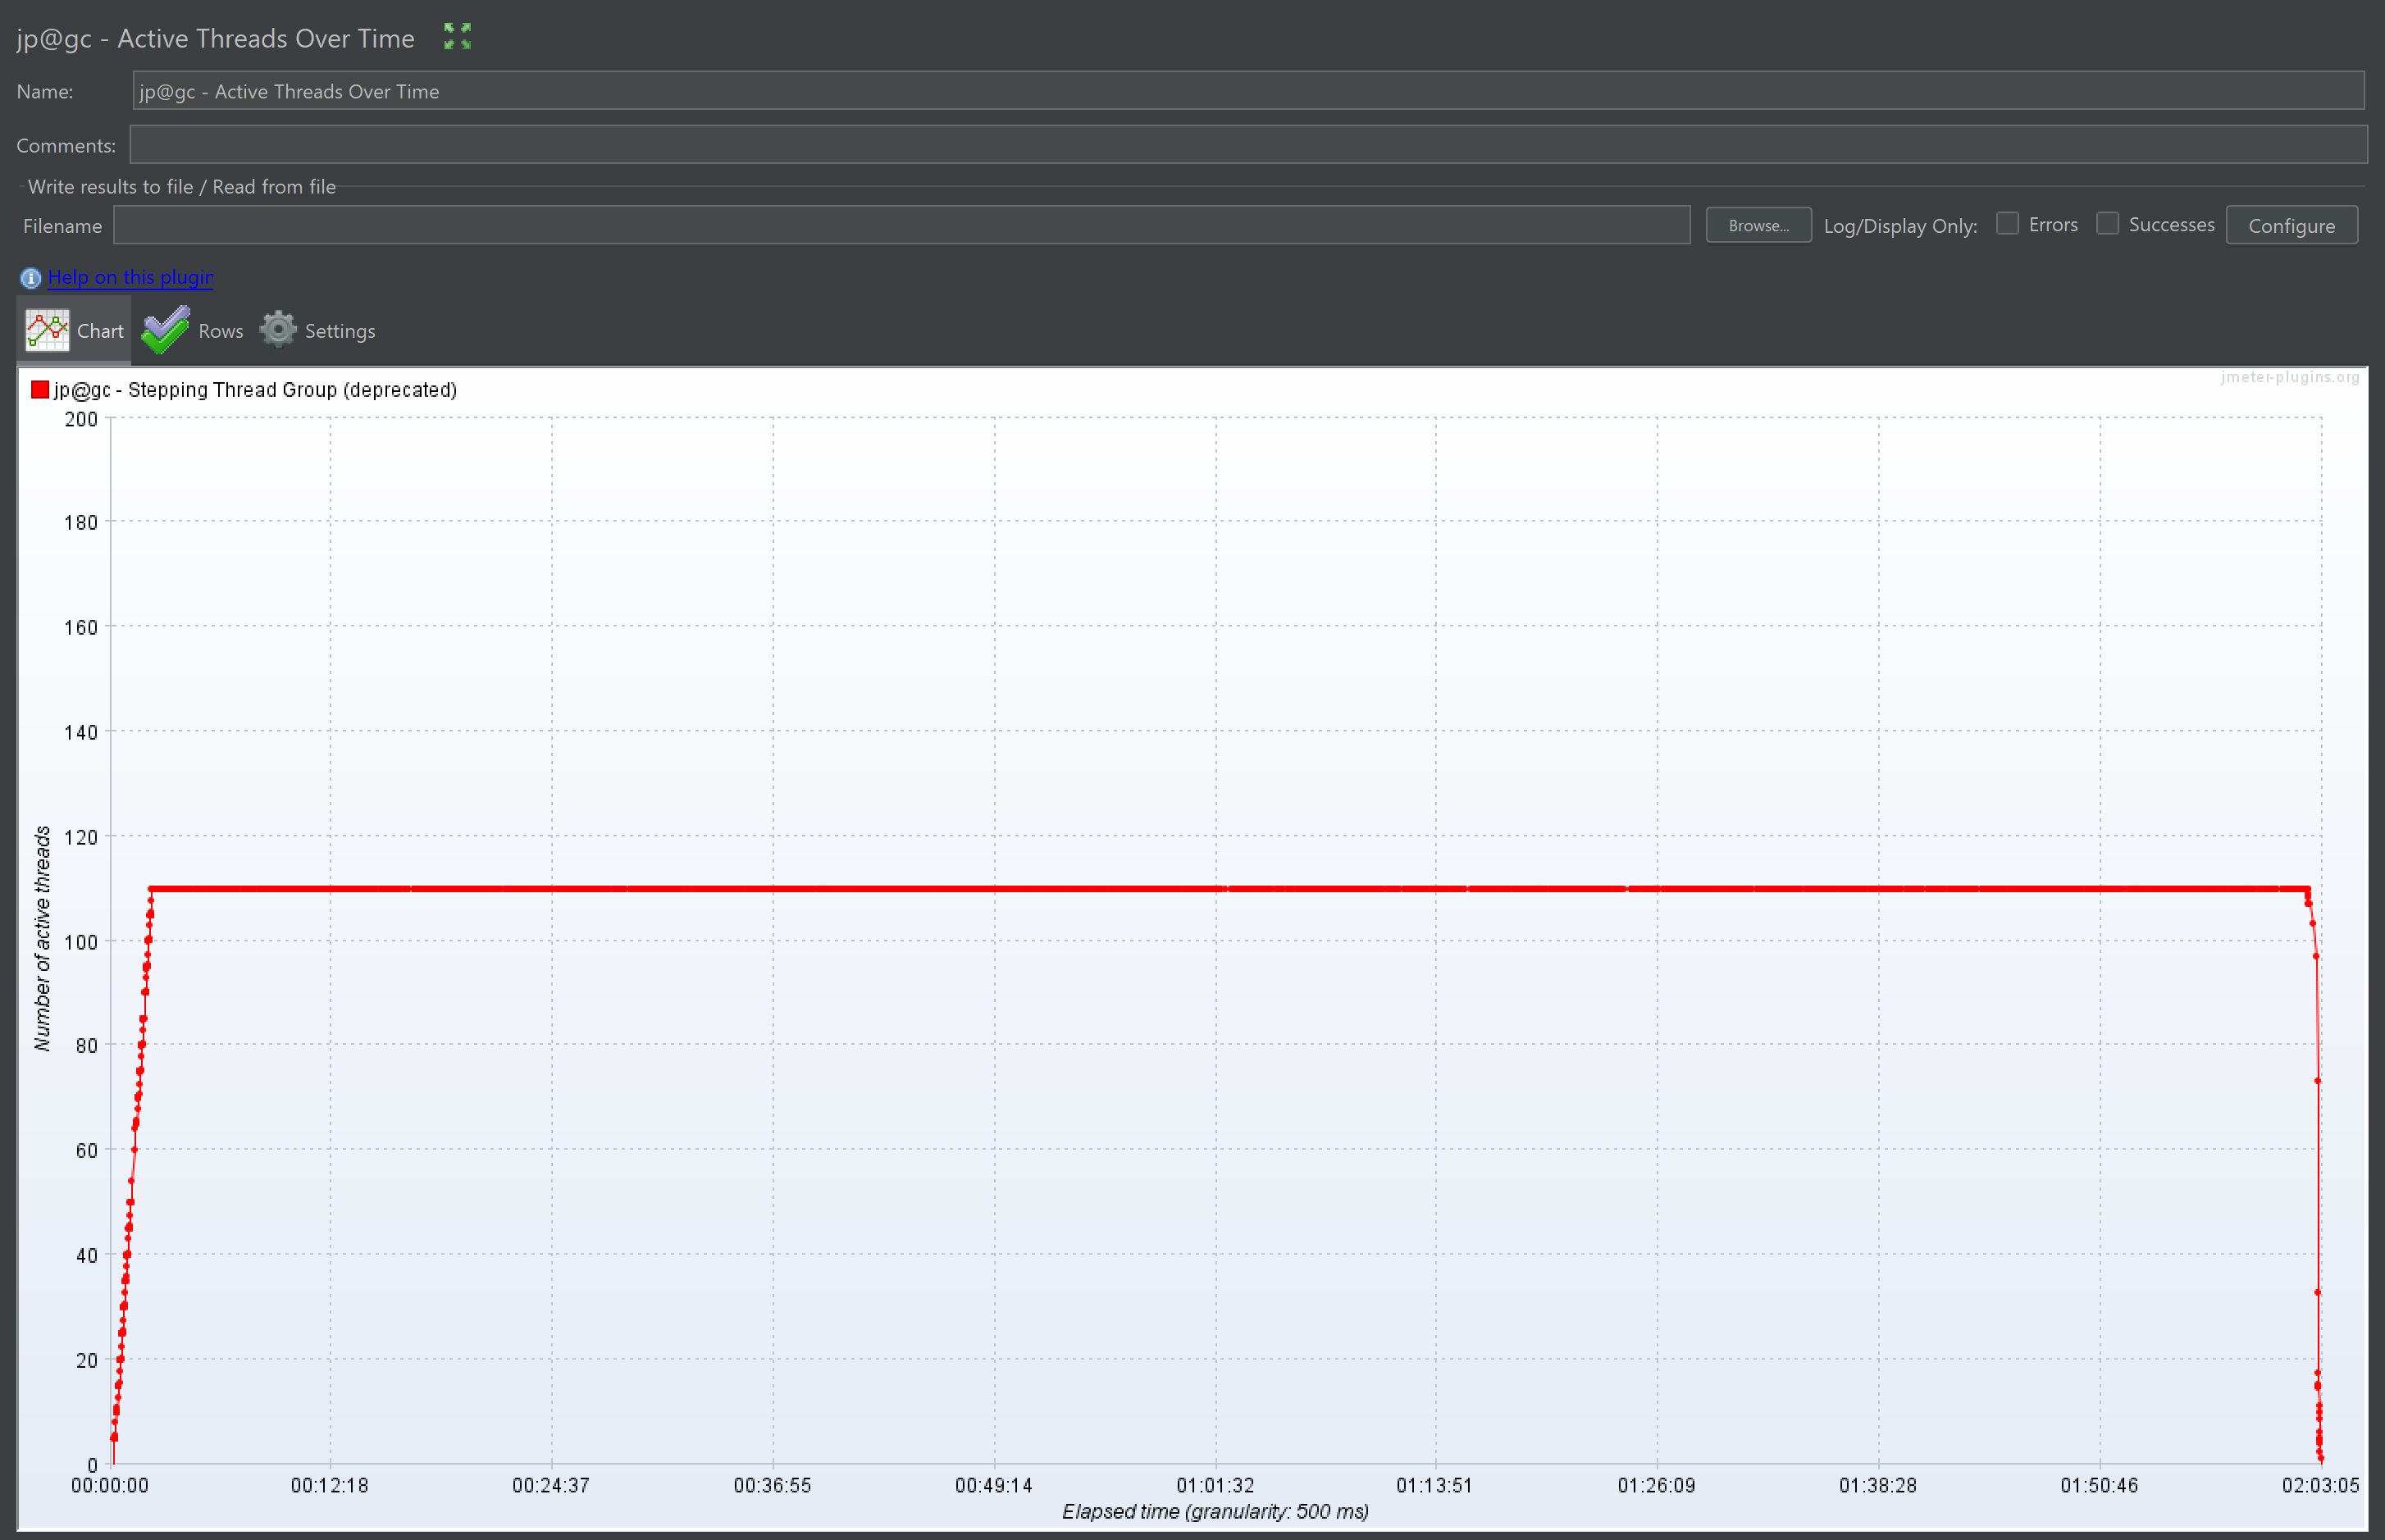 jp@gc - Active Threads Over Time
Name: jp@gc - Active Threads Over Time
Comments:
Write results to file / Read from file
Filename Browse... Log/Display Only: Errors Successes Configure
Help on this plugin
Chart Rows Settings
jp@gc - Stepping Thread Group (deprecated)
jmeter-plugins.org
200
180
160
140
120
100
80
60
40
20
0
Number of active threads
00:00:00 00:12:18 00:24:37 00:36:55 00:49:14 01:01:32 01:13:51 01:26:09 01:38:28 01:50:46 02:03:05
Elapsed time (granularity: 500 ms)